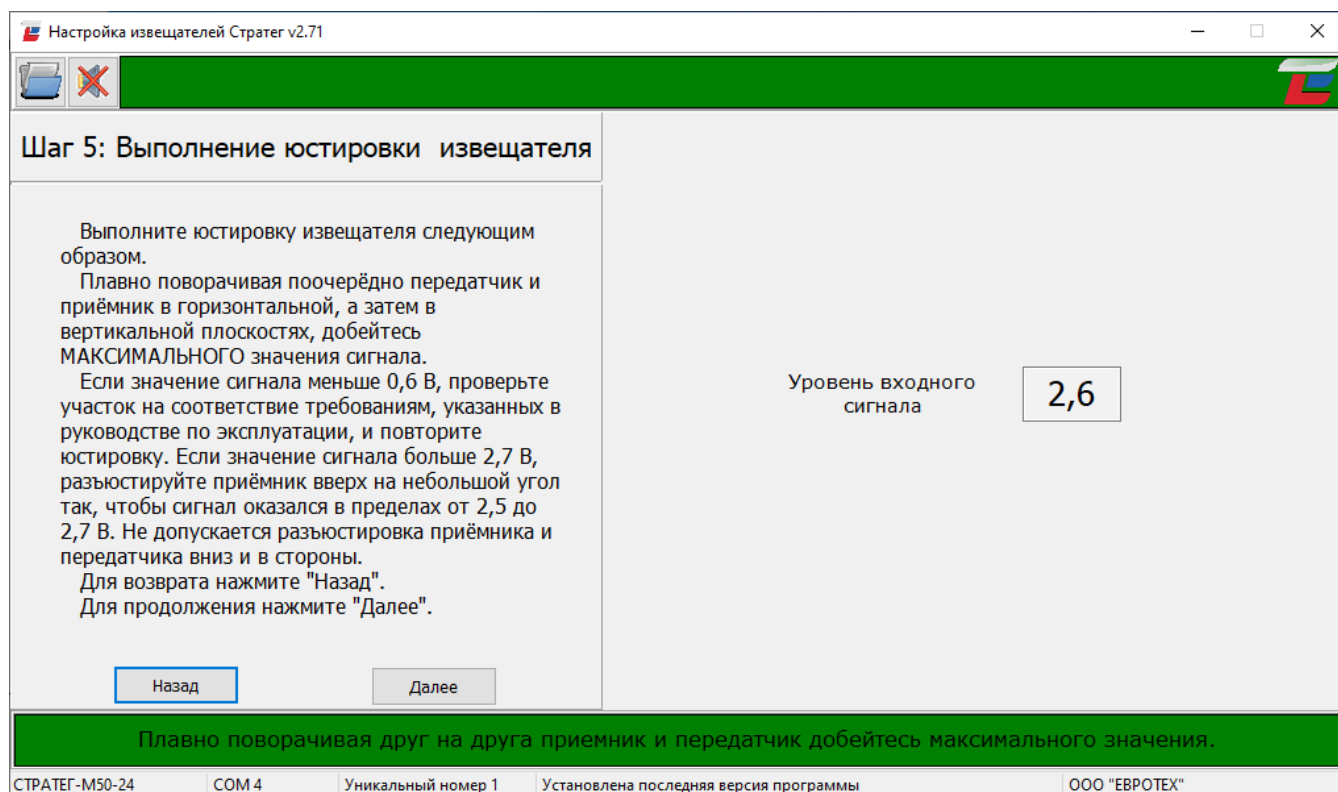 Настройка извещателей Стратег v2.71
Шаг 5: Выполнение юстировки извещателя
Выполните юстировку извещателя следующим
образом.
Плавно поворачивая поочерёдно передатчик и
приёмник в горизонтальной, а затем в
вертикальной плоскостях, добейтесь
МАКСИМАЛЬНОГО значения сигнала.
Если значение сигнала меньше 0,6 В, проверьте
участок на соответствие требованиям, указанных в
руководстве по эксплуатации, и повторите
юстировку. Если значение сигнала больше 2,7 В,
разъюстируйте приёмник вверх на небольшой угол
так, чтобы сигнал оказался в пределах от 2,5 до
2,7 В. Не допускается разъюстировка приёмника и
передатчика вниз и в стороны.
Для возврата нажмите "Назад".
Для продолжения нажмите "Далее".
Назад
Далее
Уровень входного
сигнала
2,6
Плавно поворачивая друг на друга приемник и передатчик добейтесь максимального значения.
СТРАТЕГ-М50-24
COM 4
Уникальный номер 1
Установлена последняя версия программы
ООО "ЕВРОТЕХ"